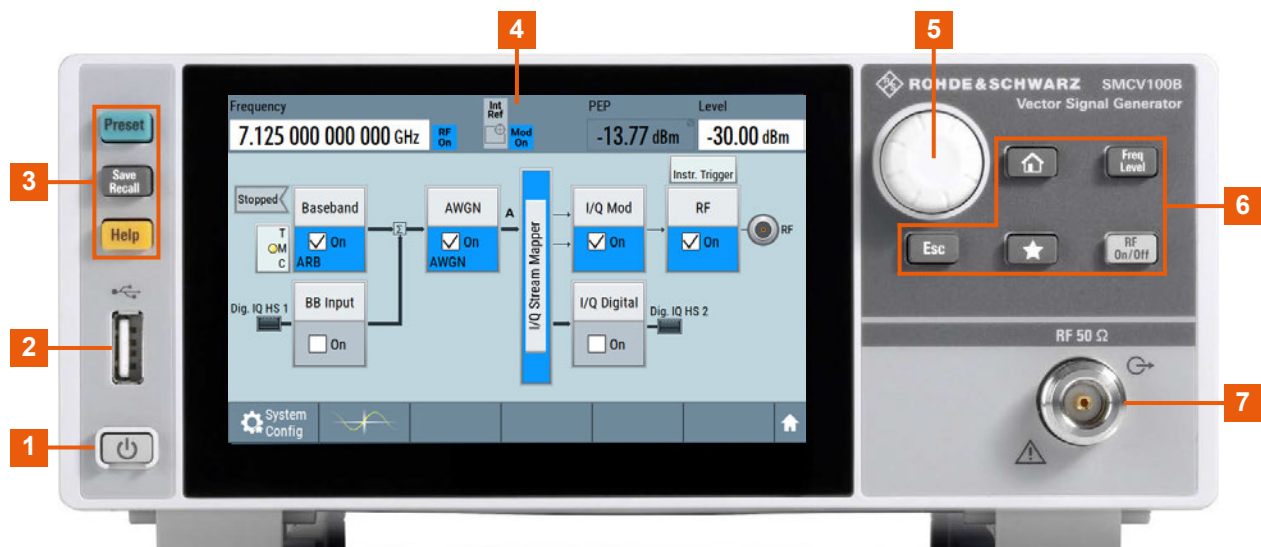 4
5
ROHDE&SCHWARZ SMCV100B
Vector Signal Generator
Preset
Save
Recall
Help
3
Frequency
Int
Ref
PEP
Level
7.125 000 000 000 GHz
RF
On
Mod
On
-13.77 dBm
-30.00 dBm
Freq
Level
6
Esc
RF
On/Off
Instr. Trigger
Stopped
Baseband
On
ARB
T
M
C
Σ
AWGN
On
AWGN
A
I/Q Stream Mapper
I/Q Mod
On
RF
On
RF
Dig. IQ HS 1
BB Input
On
I/Q Digital
On
Dig. IQ HS 2
2
RF 50 Ω
7
1
System
Config